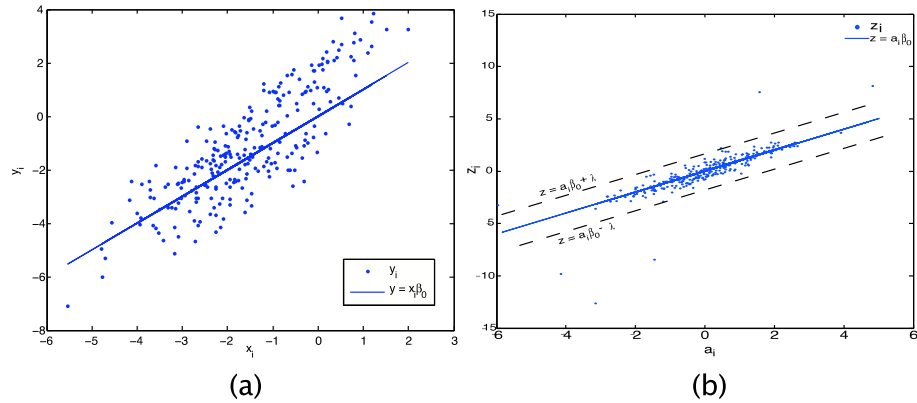 4
2
0
−2
−4
−6
−8
y_i
−6 −5 −4 −3 −2 −1 0 1 2 3
x_i
y_i
y = x_iβ_0
(a)
15
10
5
0
5
−10
15
z_i
−6 −4 −2 0 2 4 6
a_i
z_i
z = a_iβ_0
z = a_iβ_0 + λ
z = a_iβ_0 − λ
(b)